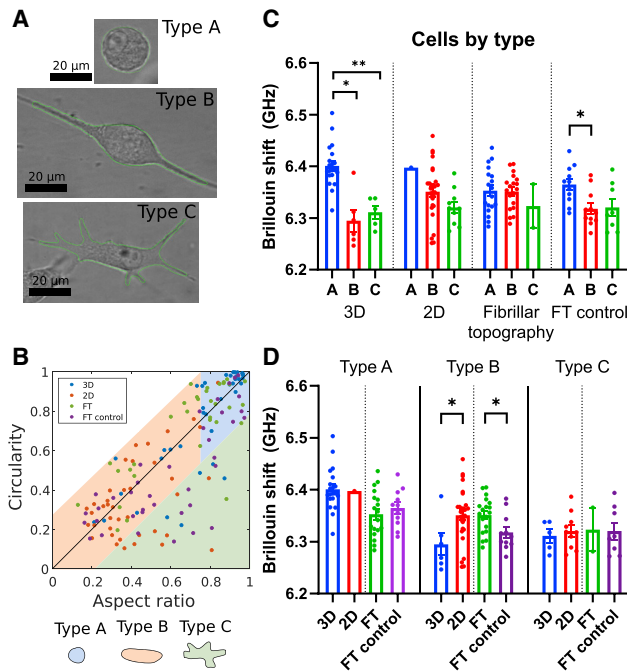 A
Type A
20 μm
Type B
20 μm
Type C
20 μm
B
1
0.8
0.6
0.4
0.2
0
Circularity
3D
2D
FT
FT control
0 0.2 0.4 0.6 0.8 1
Aspect ratio
Type A Type B Type C
C
Cells by type
Brillouin shift (GHz)
6.6
6.5
6.4
6.3
6.2
* ** *
A B C A B C A B C A B C
3D 2D Fibrillar topography FT control
D
Type A Type B Type C
Brillouin shift (GHz)
6.6
6.5
6.4
6.3
6.2
* *
3D 2D FT FT control 3D 2D FT FT control 3D 2D FT FT control